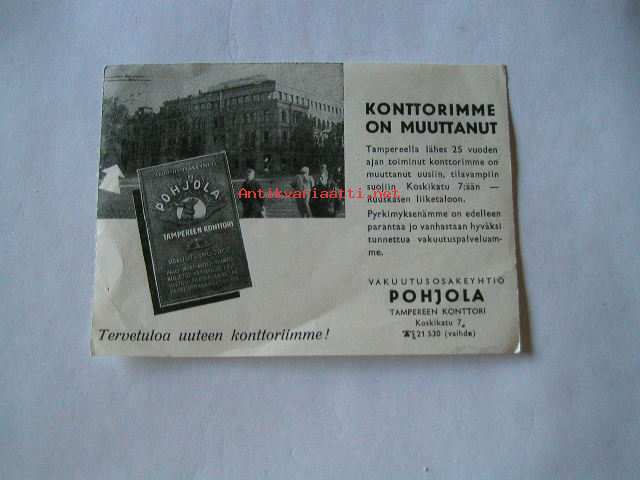 KONTTORIMME
ON MUUTTANUT
Tampereella lähes 25 vuoden
ajan toiminut konttorimme on
muuttanut uusiin, tilavampiin
suojiin, Koskikatu 7:ään —
Ruuskasen liiketaloon.
Pyrkimyksenämme on edelleen
parantaa jo vanhastaan hyväksi
tunnettua vakuutuspalveluam-
me.
VAKUUTUSOSAKEYHTIÖ
POHJOLA
TAMPEREEN KONTTORI
Koskikatu 7
21 530 (vaihde)
POHJOLA
TAMPEREEN KONTTORI
Tervetuloa uuteen konttoriimme!
Antikvariaatti.net